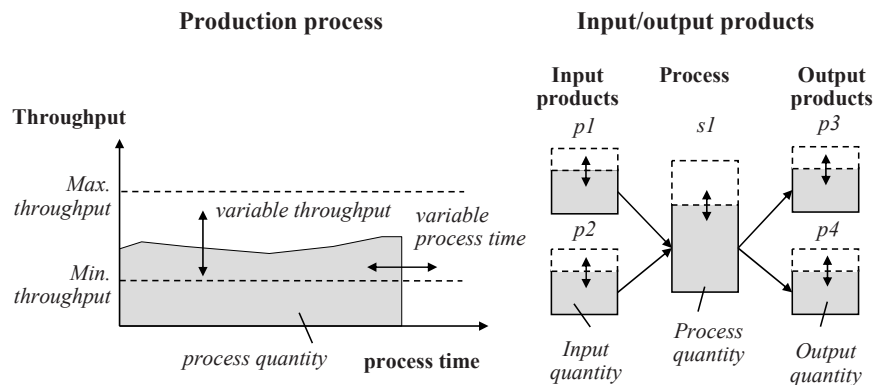 Production process
Throughput
Max.
throughput
variable throughput
variable
process time
Min.
throughput
process quantity
process time
Input/output products
Input
products
Process
Output
products
p1
s1
p3
p2
p4
Input
quantity
Process
quantity
Output
quantity